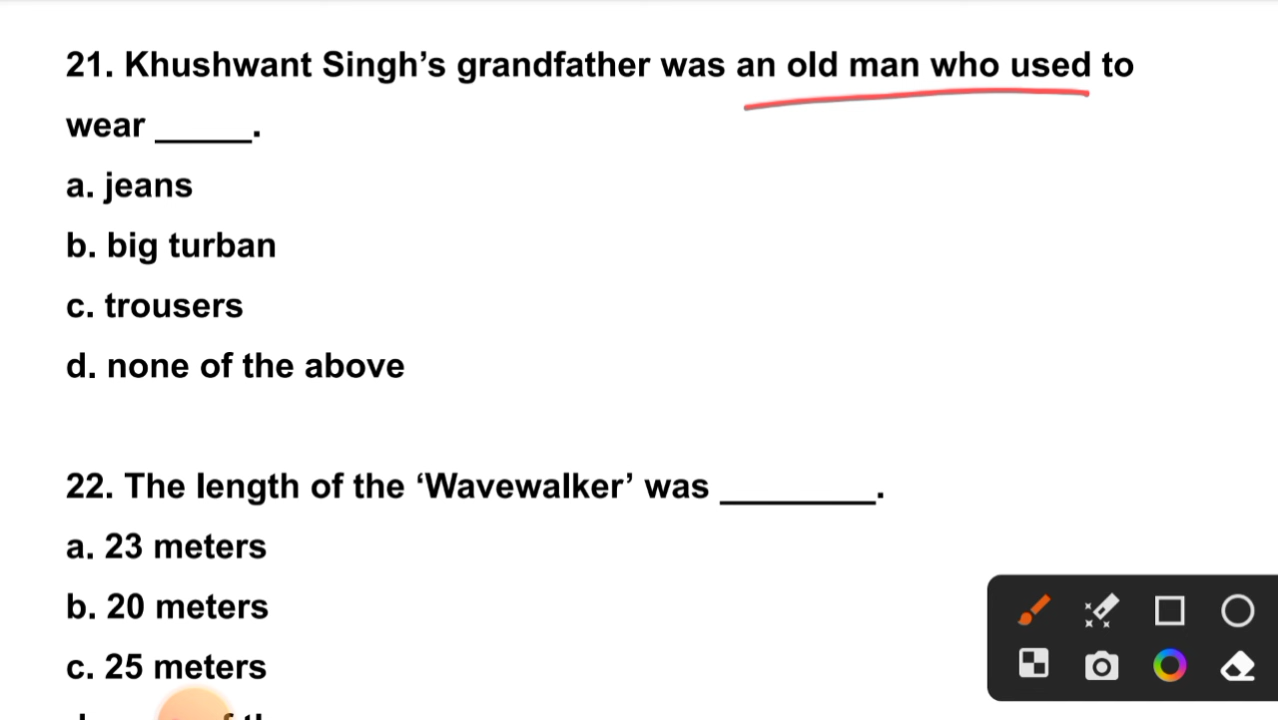 21. Khushwant Singh’s grandfather was an old man who used to
wear _____.
a. jeans
b. big turban
c. trousers
d. none of the above
22. The length of the ‘Wavewalker’ was ________.
a. 23 meters
b. 20 meters
c. 25 meters